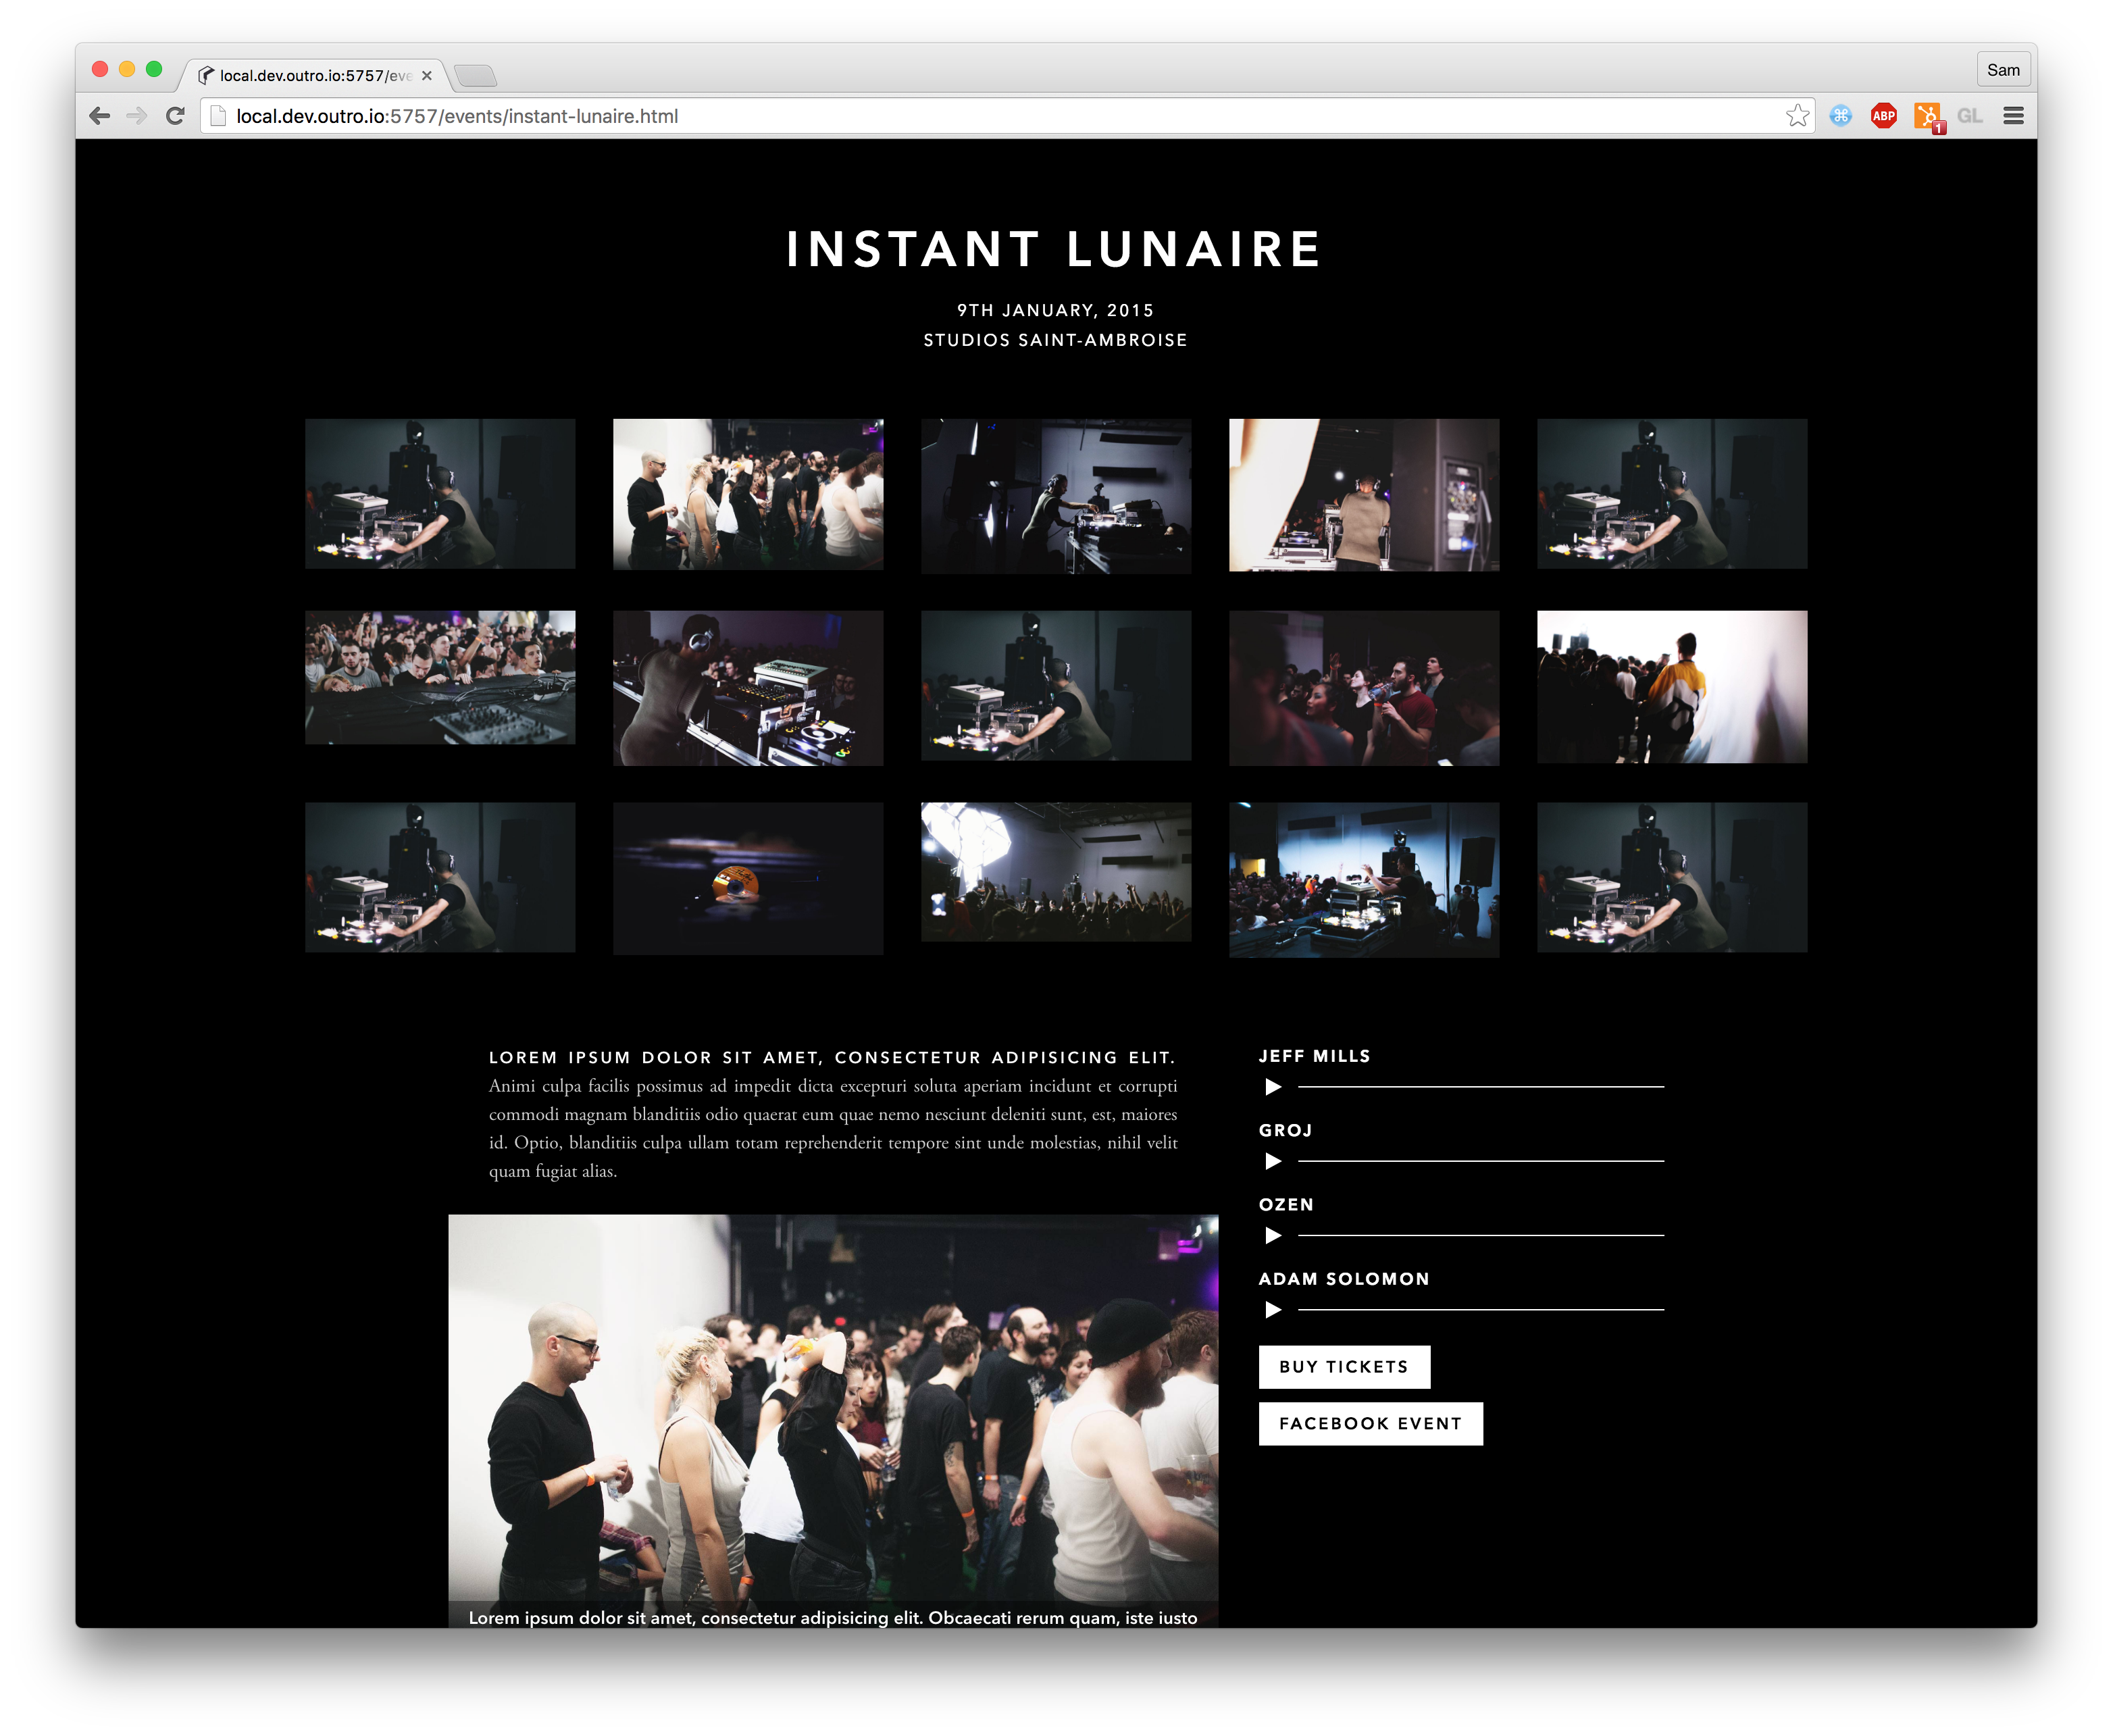 local.dev.outro.io:5757/eve
Sam
local.dev.outro.io:5757/events/instant-lunaire.html
ABP
1
GL
INSTANT LUNAIRE
9TH JANUARY, 2015
STUDIOS SAINT-AMBROISE
LOREM IPSUM DOLOR SIT AMET, CONSECTETUR ADIPISICING ELIT.
Animi culpa facilis possimus ad impedit dicta excepturi soluta aperiam incidunt et corrupti
commodi magnam blanditiis odio quaerat eum quae nemo nesciunt deleniti sunt, est, maiores
id. Optio, blanditiis culpa ullam totam reprehenderit tempore sint unde molestias, nihil velit
quam fugiat alias.
Lorem ipsum dolor sit amet, consectetur adipisicing elit. Obcaecati rerum quam, iste iusto
JEFF MILLS
GROJ
OZEN
ADAM SOLOMON
BUY TICKETS
FACEBOOK EVENT